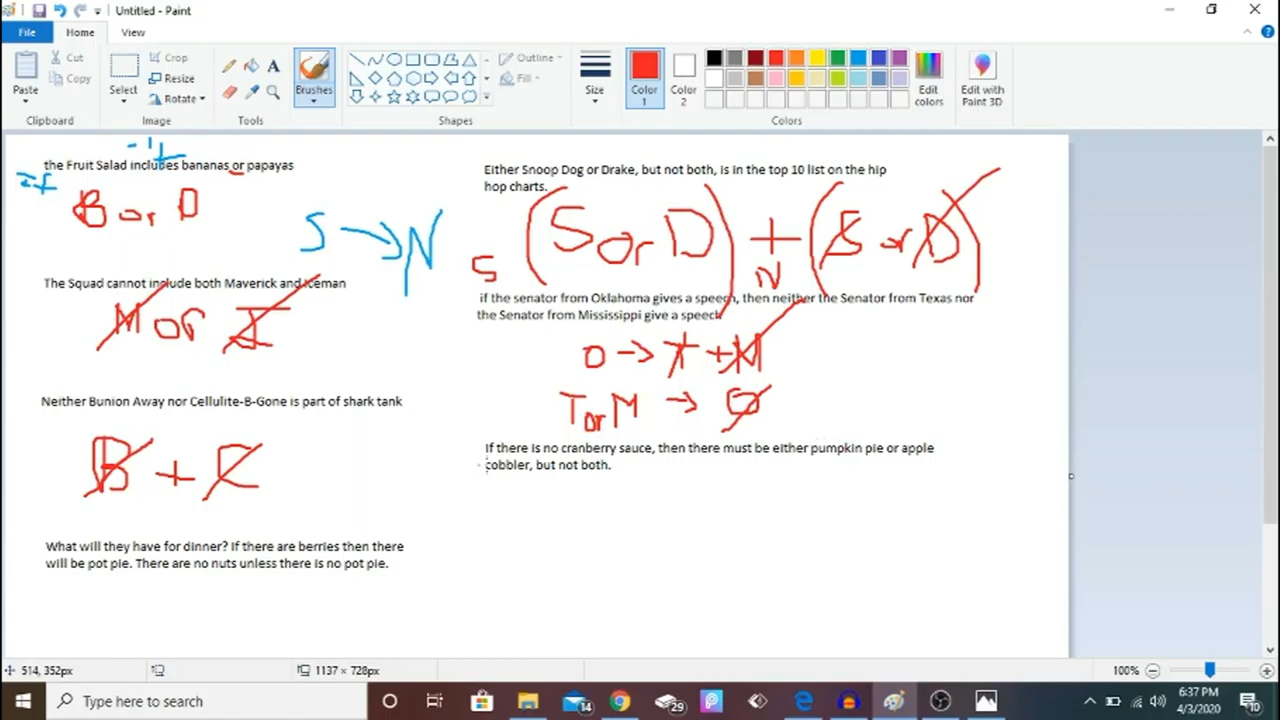 Untitled - Paint
File
Home
View
Paste
Cut
Copy
Clipboard
Select
Crop
Resize
Rotate
Image
Tools
Brushes
Shapes
Outline
Fill
Size
Color 1
Color 2
Edit colors
Colors
Edit with Paint 3D
the Fruit Salad includes bananas or papayas
B or
S → N
The Squad cannot include both Maverick and Iceman
M or I
Neither Bunion Away nor Cellulite-B-Gone is part of shark tank
B + C
What will they have for dinner? If there are berries then there
will be pot pie. There are no nuts unless there is no pot pie.
Either Snoop Dog or Drake, but not both, is in the top 10 list on the hip
hop charts.
(S or D) + (S or D)
S
N
if the senator from Oklahoma gives a speech, then neither the Senator from Texas nor
the Senator from Mississippi give a speech
O → T + M
T or M → O
If there is no cranberry sauce, then there must be either pumpkin pie or apple
cobbler, but not both.
514, 352px
1137 × 728px
100%
Type here to search
14
29
6:37 PM
4/3/2020
10